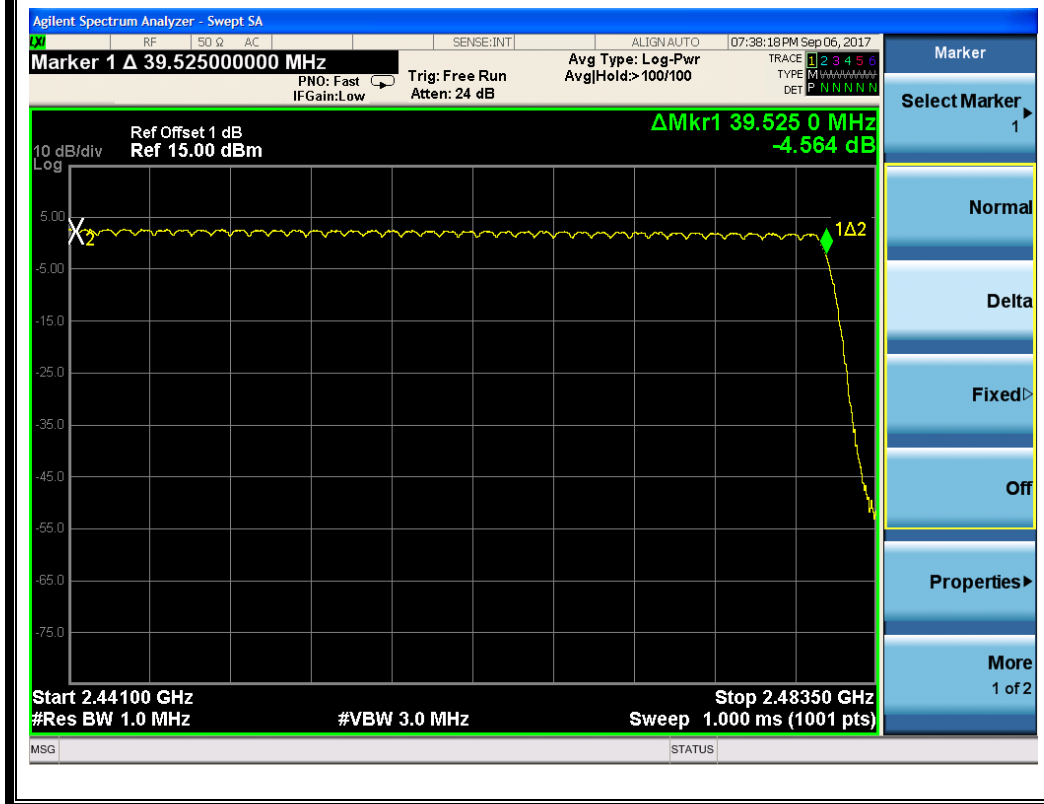 Agilent Spectrum Analyzer - Swept SA
LXI RF 50 Ω AC SENSE:INT ALIGN AUTO 07:38:18 PM Sep 06, 2017
Marker 1 Δ 39.525000000 MHz
PNO: Fast
IFGain:Low
Trig: Free Run
Atten: 24 dB
Avg Type: Log-Pwr
Avg|Hold:>100/100
TRACE 1 2 3 4 5 6
TYPE M
DET P N N N N N
ΔMkr1 39.525 0 MHz
-4.564 dB
Ref Offset 1 dB
10 dB/div Ref 15.00 dBm
Log
5.00
-5.00
-15.0
-25.0
-35.0
-45.0
-55.0
-65.0
-75.0
X2
1Δ2
Start 2.44100 GHz Stop 2.48350 GHz
#Res BW 1.0 MHz #VBW 3.0 MHz Sweep 1.000 ms (1001 pts)
MSG STATUS
Marker
Select Marker
1
Normal
Delta
Fixed
Off
Properties
More
1 of 2